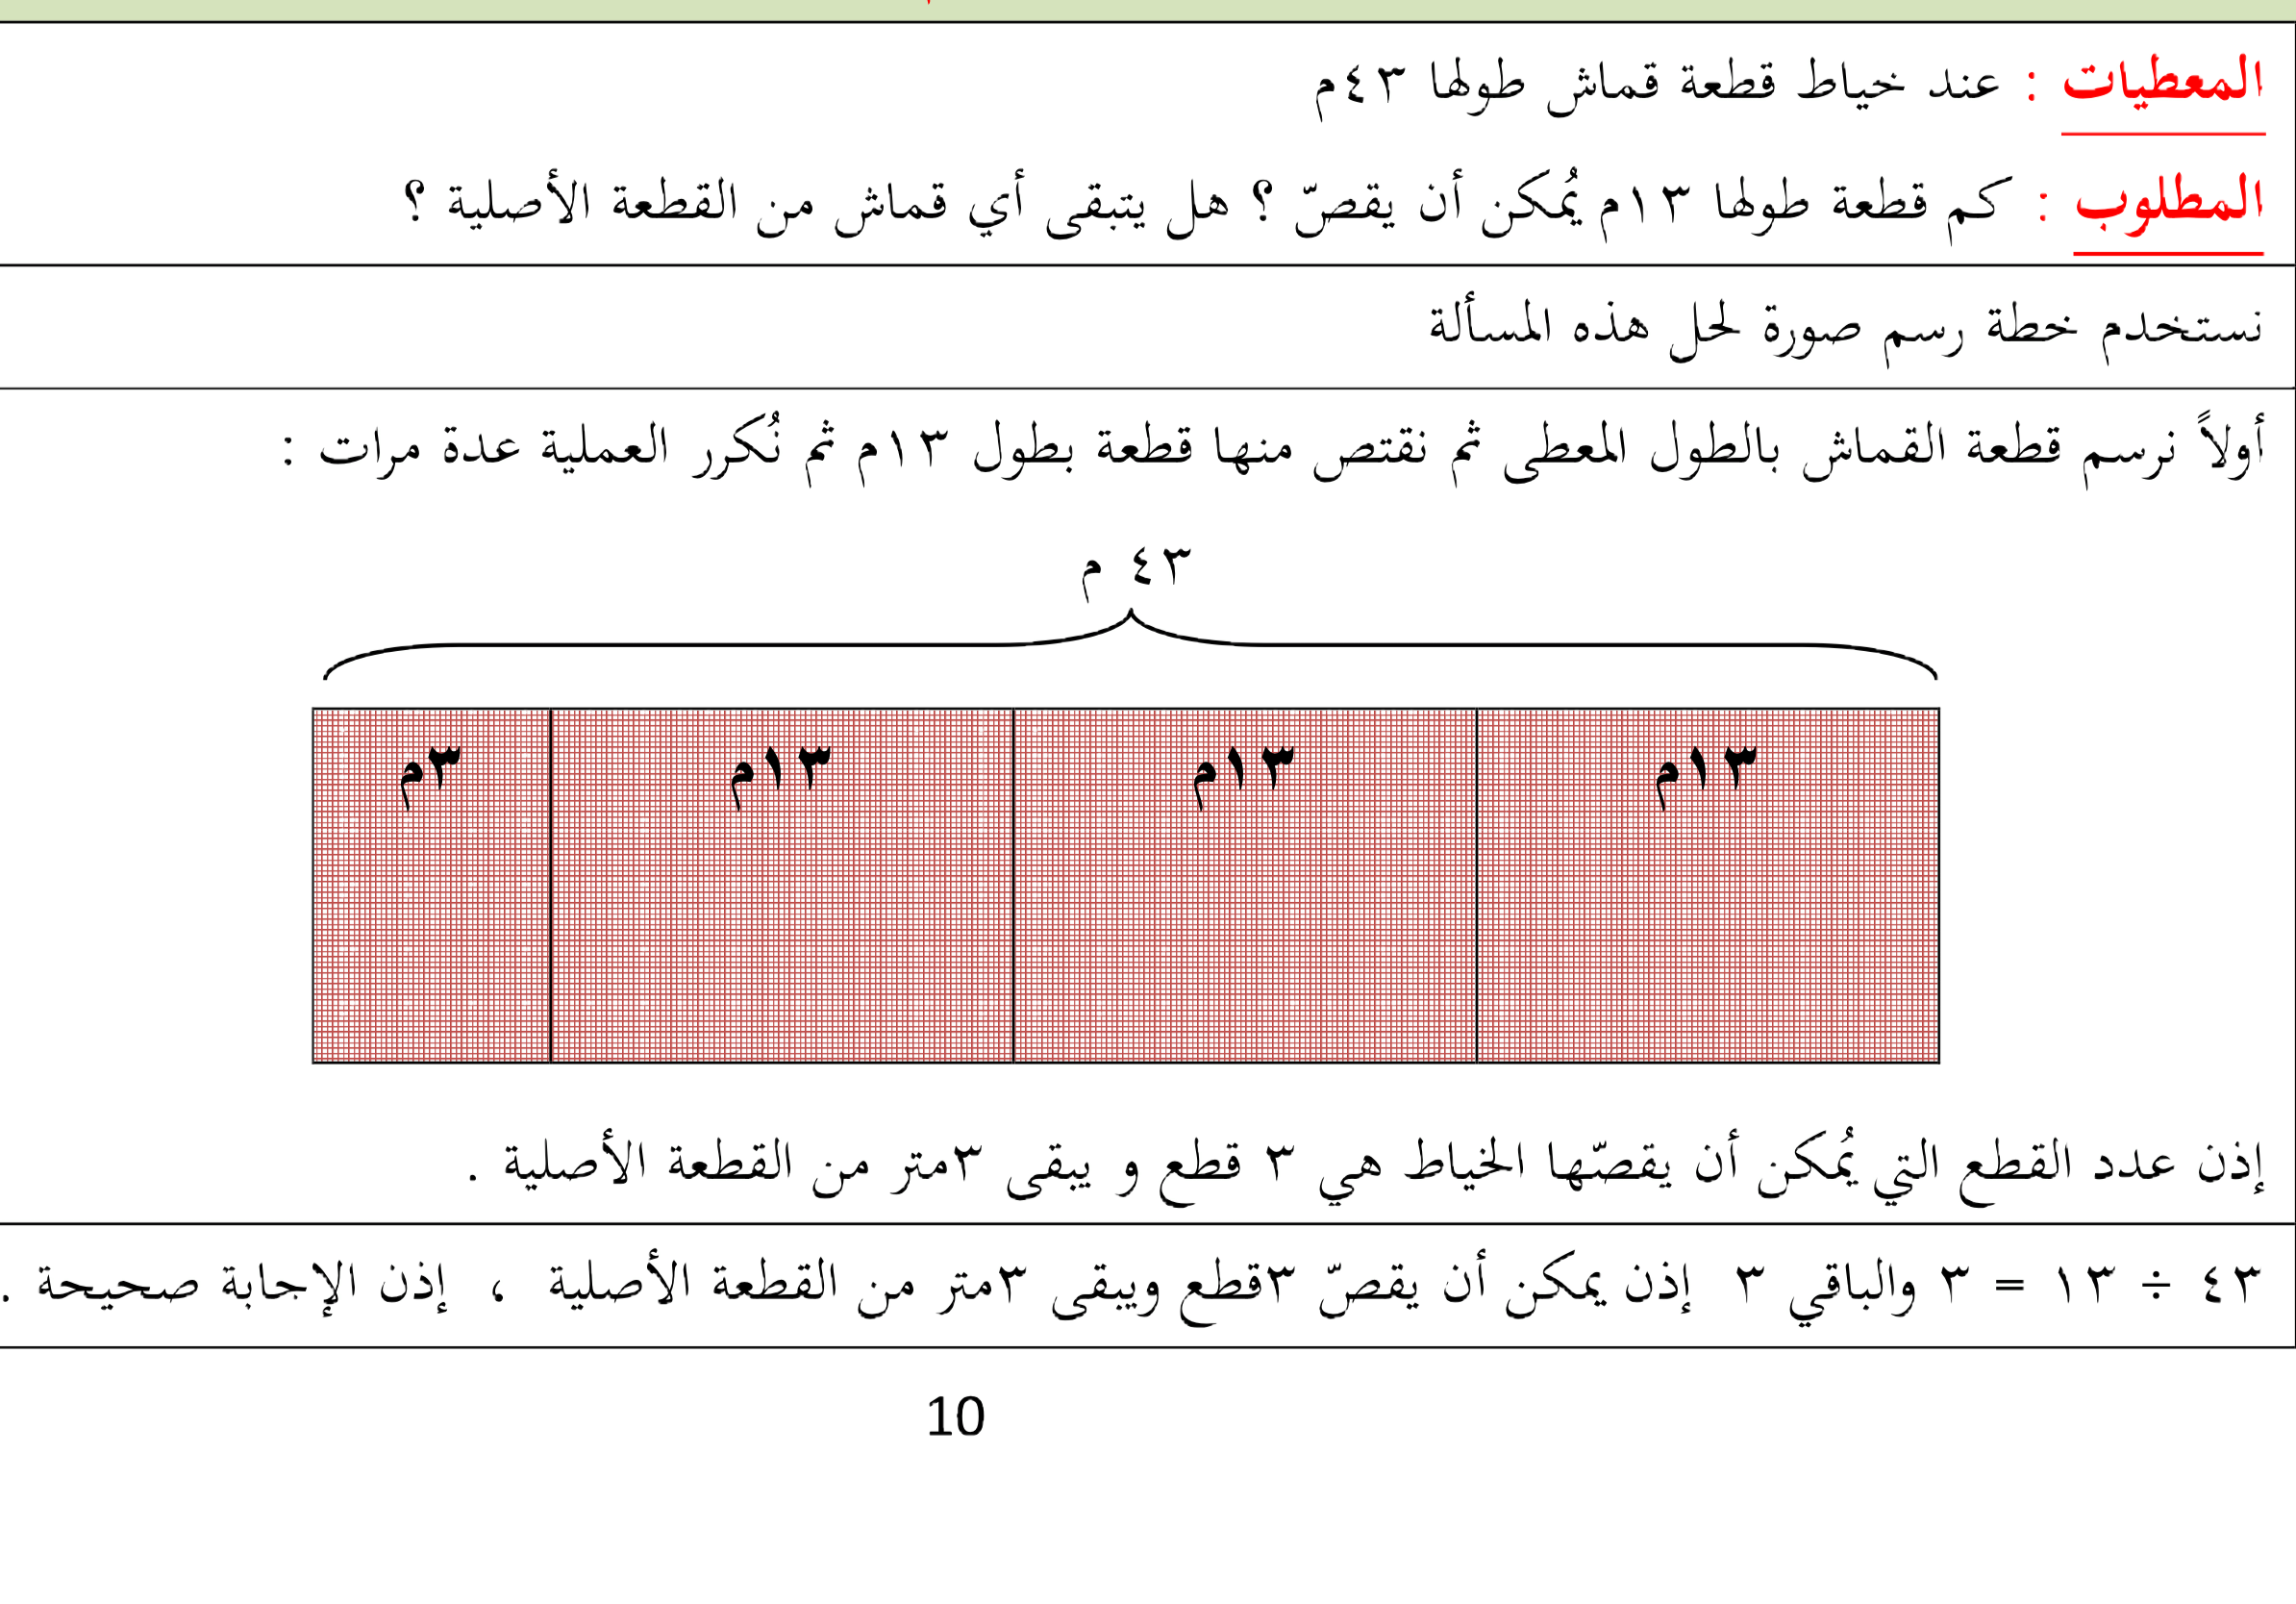 المعطيات : عند خياط قطعة قماش طولها ٤٣م
المطلوب : كم قطعة طولها ١٣م يُمكن أن يقصّ ؟ هل يتبقى أي قماش من القطعة الأصلية ؟
نستخدم خطة رسم صورة لحل هذه المسألة
أولاً نرسم قطعة القماش بالطول المعطى ثم نقتص منها قطعة بطول ١٣م ثم نُكرر العملية عدة مرات :
٤٣ م
١٣م ١٣م ١٣م ٣م
إذن عدد القطع التي يُمكن أن يقصّها الخياط هي ٣ قطع و يبقى ٣متر من القطعة الأصلية .
٤٣ ÷ ١٣ = ٣ والباقي ٣ إذن يمكن أن يقصّ ٣قطع ويبقى ٣متر من القطعة الأصلية ، إذن الإجابة صحيحة .
10